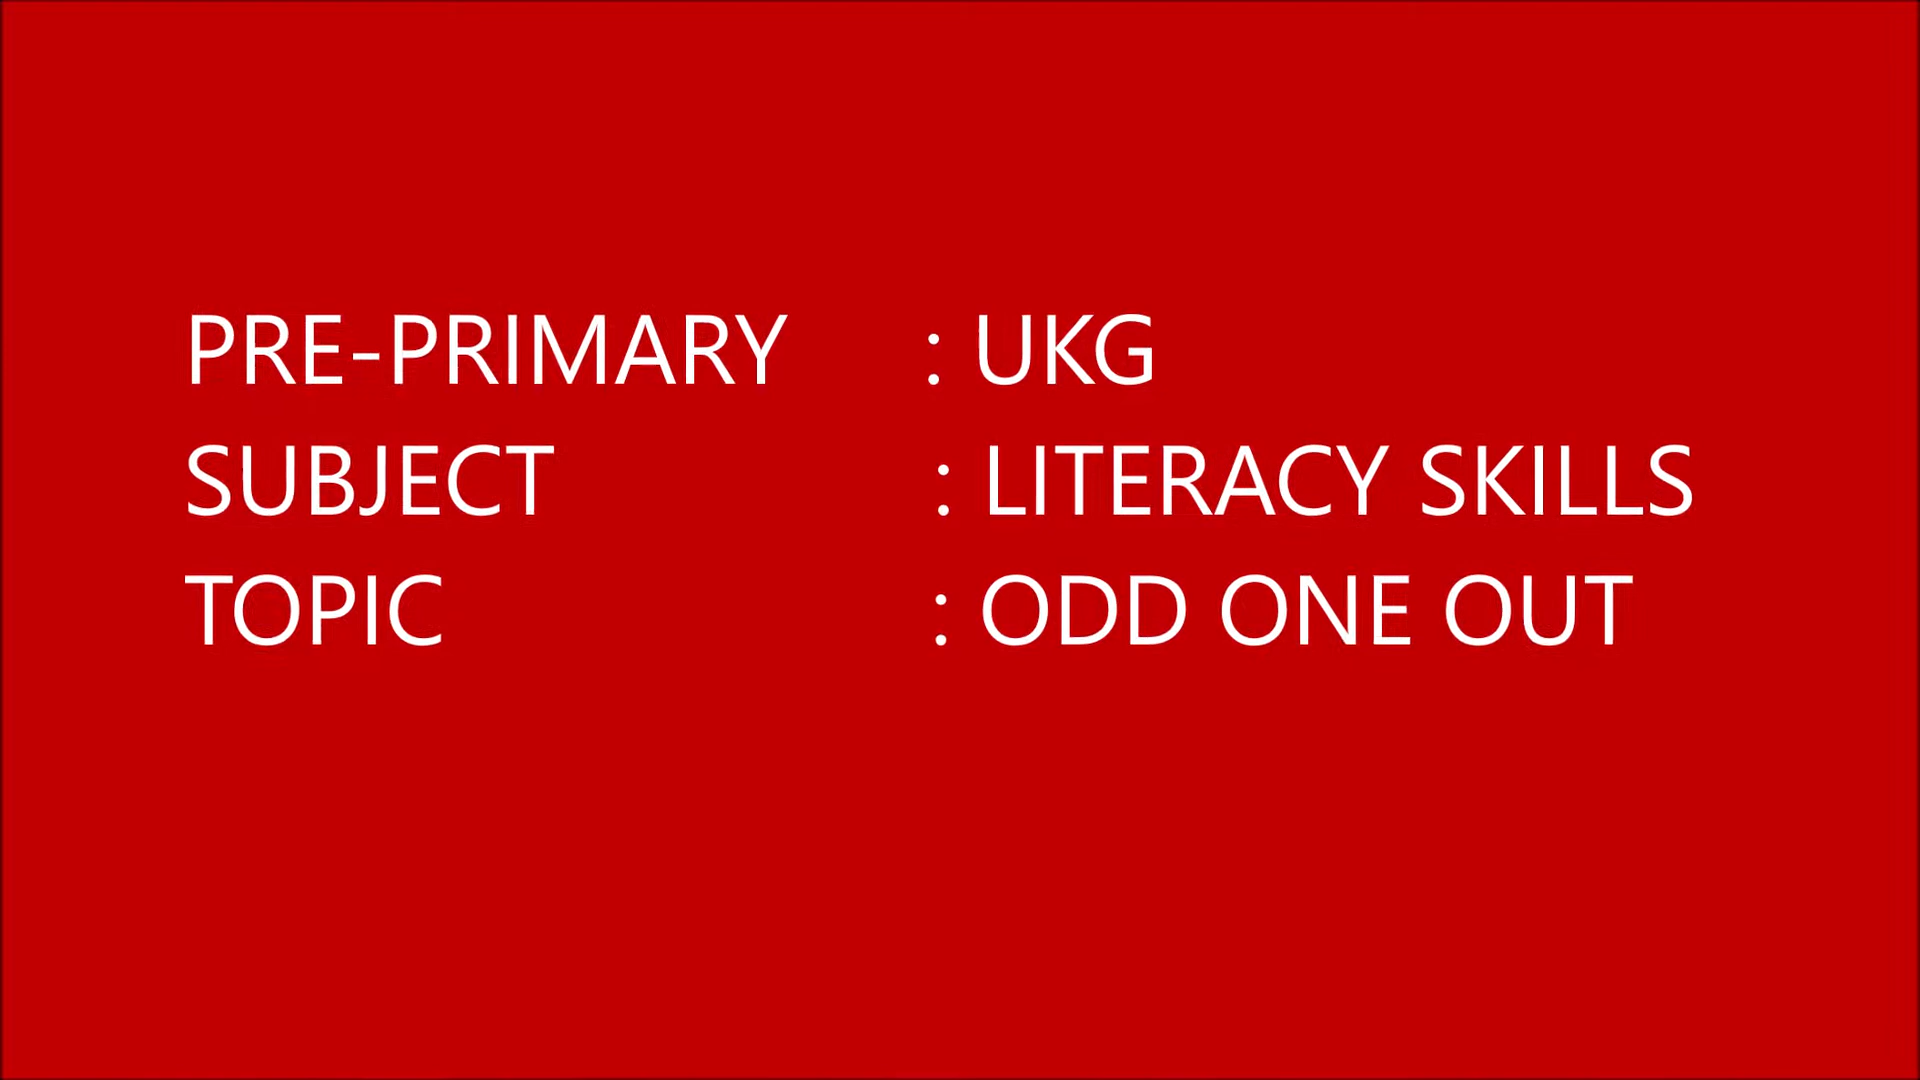 PRE-PRIMARY : UKG
SUBJECT : LITERACY SKILLS
TOPIC : ODD ONE OUT